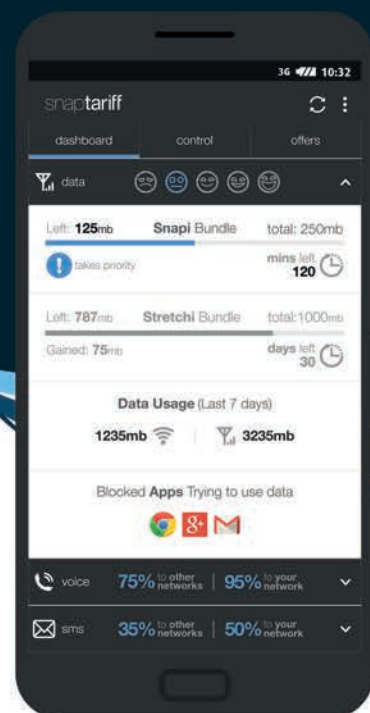 3G 10:32
snaptariff
dashboard control offers
data
Left: 125mb Snapi Bundle total: 250mb
! takes priority mins left 120
Left: 787mb Stretchi Bundle total:1000mb
Gained: 75mb days left 30
Data Usage (Last 7 days)
1235mb 3235mb
Blocked Apps Trying to use data
8+
voice 75% to other networks | 95% to your network
sms 35% to other networks | 50% to your network